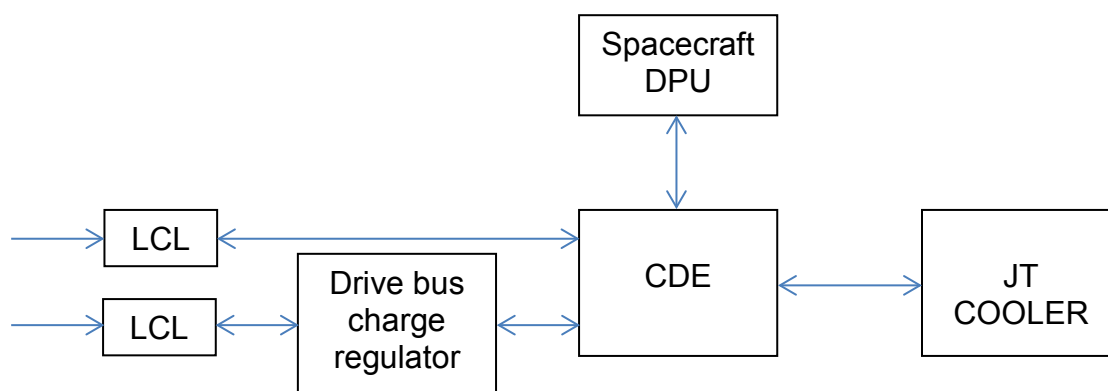 Spacecraft
DPU
LCL
CDE
JT
COOLER
Drive bus
charge
regulator
LCL